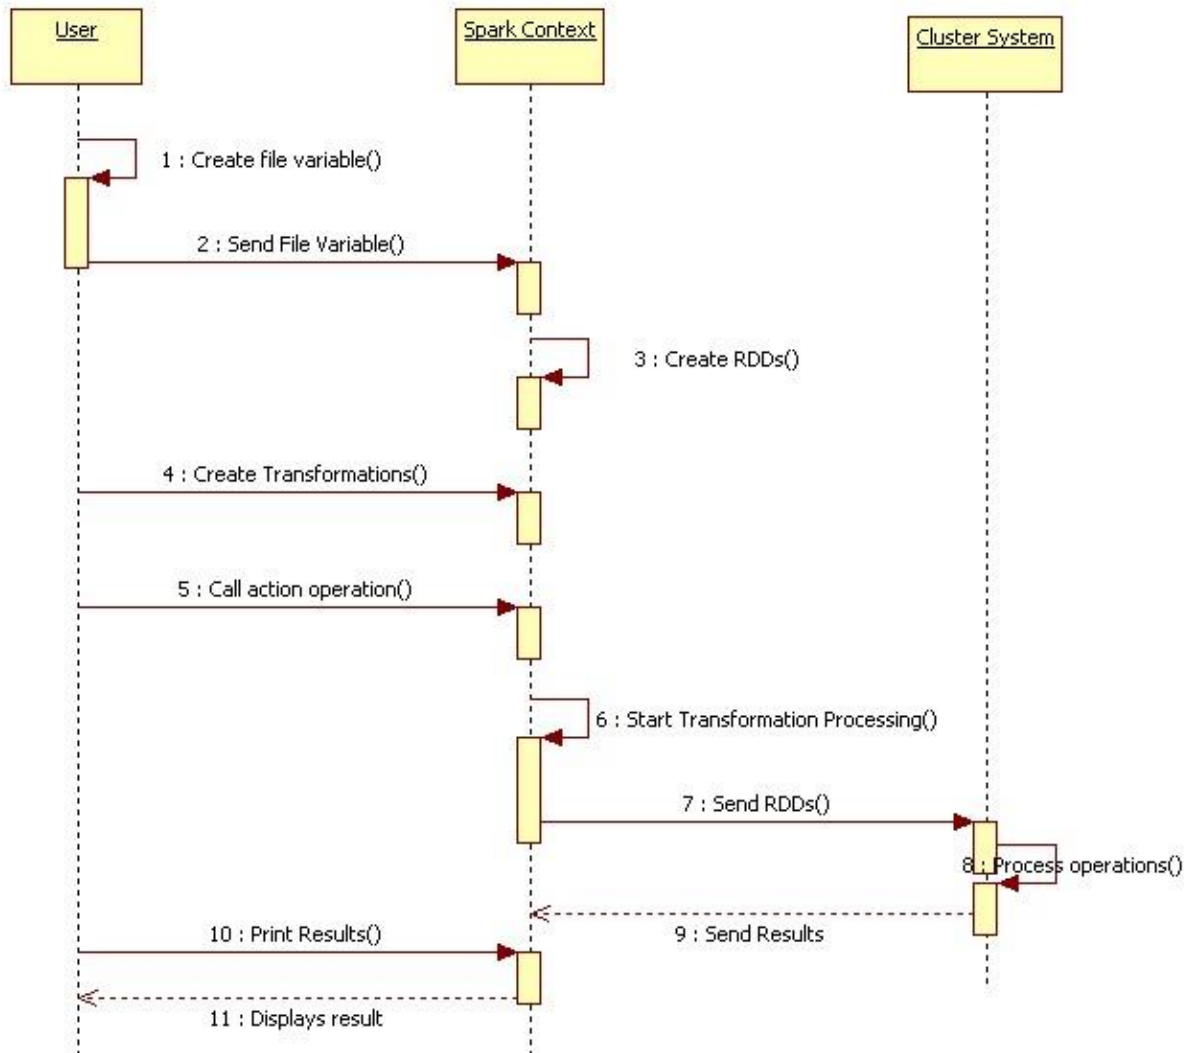 User
Spark Context
Cluster System
1 : Create file variable()
2 : Send File Variable()
3 : Create RDDs()
4 : Create Transformations()
5 : Call action operation()
6 : Start Transformation Processing()
7 : Send RDDs()
8 : Process operations()
9 : Send Results
10 : Print Results()
11 : Displays result